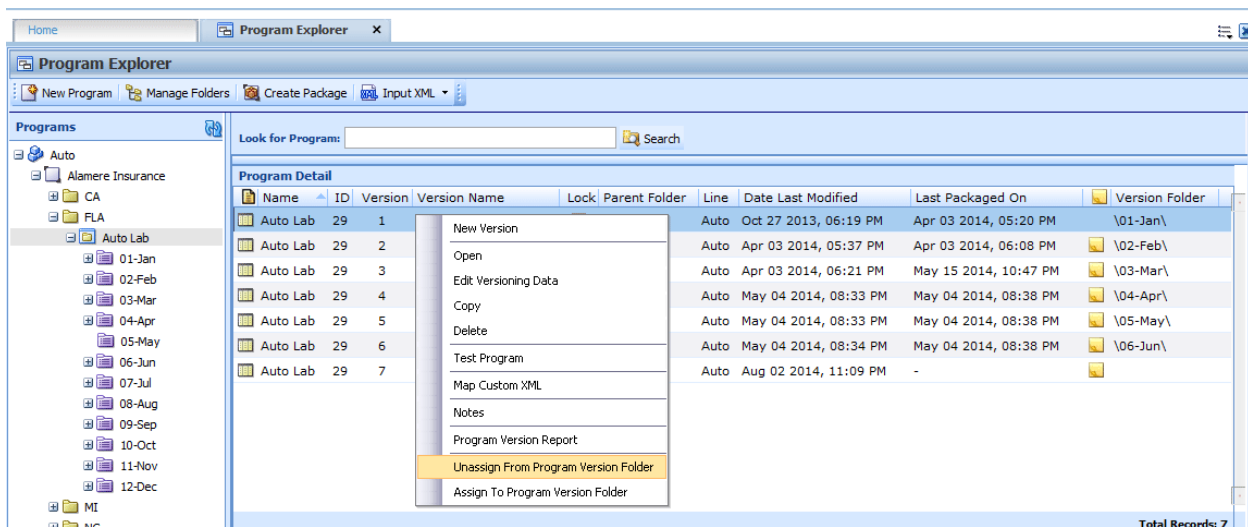 Home
Program Explorer x
Program Explorer
New Program Manage Folders Create Package Input XML
Programs
Look for Program: Search
Auto
Alamere Insurance
CA
FLA
Auto Lab
01-Jan
02-Feb
03-Mar
04-Apr
05-May
06-Jun
07-Jul
08-Aug
09-Sep
10-Oct
11-Nov
12-Dec
MI
NC
Program Detail
Name ID Version Version Name Lock Parent Folder Line Date Last Modified Last Packaged On Version Folder
Auto Lab 29 1 Auto Oct 27 2013, 06:19 PM Apr 03 2014, 05:20 PM \01-Jan\
Auto Lab 29 2 Auto Apr 03 2014, 05:37 PM Apr 03 2014, 06:08 PM \02-Feb\
Auto Lab 29 3 Auto Apr 03 2014, 06:21 PM May 15 2014, 10:47 PM \03-Mar\
Auto Lab 29 4 Auto May 04 2014, 08:33 PM May 04 2014, 08:38 PM \04-Apr\
Auto Lab 29 5 Auto May 04 2014, 08:33 PM May 04 2014, 08:38 PM \05-May\
Auto Lab 29 6 Auto May 04 2014, 08:34 PM May 04 2014, 08:38 PM \06-Jun\
Auto Lab 29 7 Auto Aug 02 2014, 11:09 PM -
New Version
Open
Edit Versioning Data
Copy
Delete
Test Program
Map Custom XML
Notes
Program Version Report
Unassign From Program Version Folder
Assign To Program Version Folder
Total Records: 7